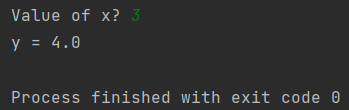 Value of x? 3
y = 4.0
Process finished with exit code 0